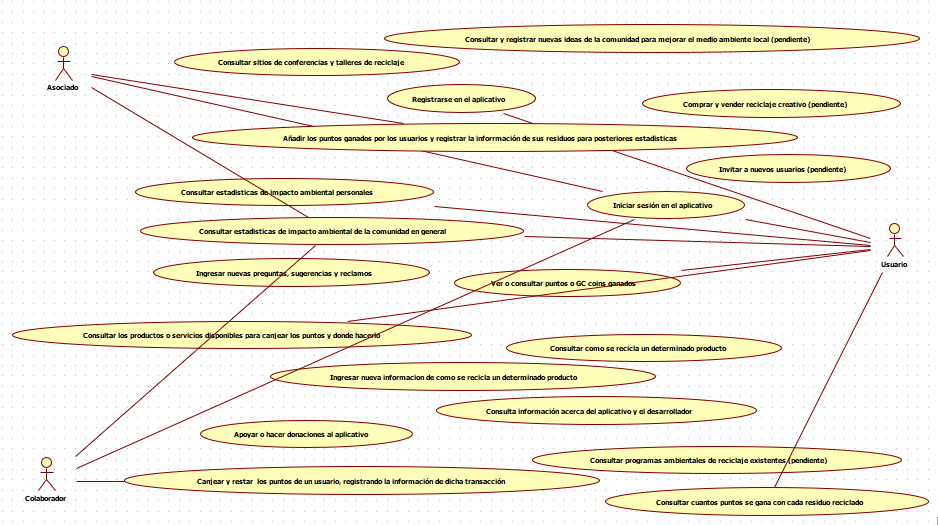 Consultar y registrar nuevas ideas de la comunidad para mejorar el medio ambiente local (pendiente)
Consultar sitios de conferencias y talleres de reciclaje
Asociado
Registrarse en el aplicativo
Comprar y vender reciclaje creativo (pendiente)
Añadir los puntos ganados por los usuarios y registrar la información de sus residuos para posteriores estadisticas
Invitar a nuevos usuarios (pendiente)
Consultar estadisticas de impacto ambiental personales
Iniciar sesión en el aplicativo
Consultar estadisticas de impacto ambiental de la comunidad en general
Usuario
Ingresar nuevas preguntas, sugerencias y reclamos
Ver o consultar puntos o GC coins ganados
Consultar los productos o servicios disponibles para canjear los puntos y donde hacerlo
Consultar como se recicla un determinado producto
Ingresar nueva informacion de como se recicla un determinado producto
Consulta información acerca del aplicativo y el desarrollador
Apoyar o hacer donaciones al aplicativo
Consultar programas ambientales de reciclaje existentes (pendiente)
Canjear y restar los puntos de un usuario, registrando la información de dicha transacción
Colaborador
Consultar cuantos puntos se gana con cada residuo reciclado